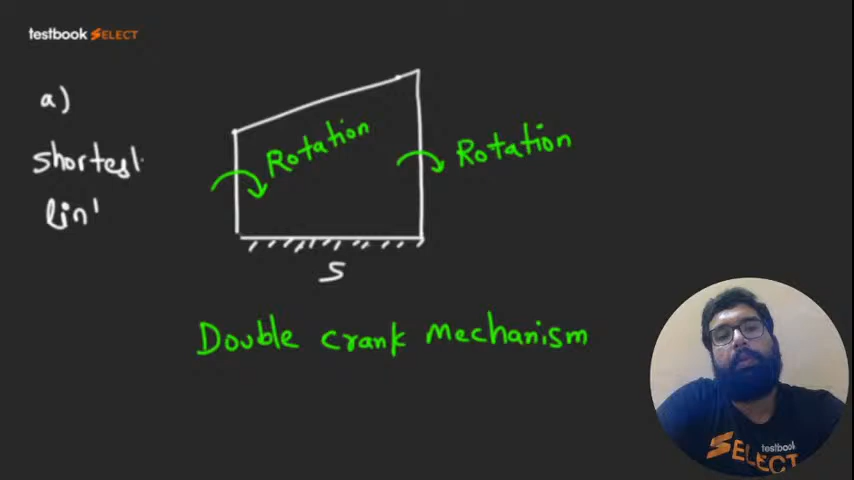 testbook SELECT
a)
Rotation
Rotation
shortest
lin
S
Double crank Mechanism
testbook
SELECT